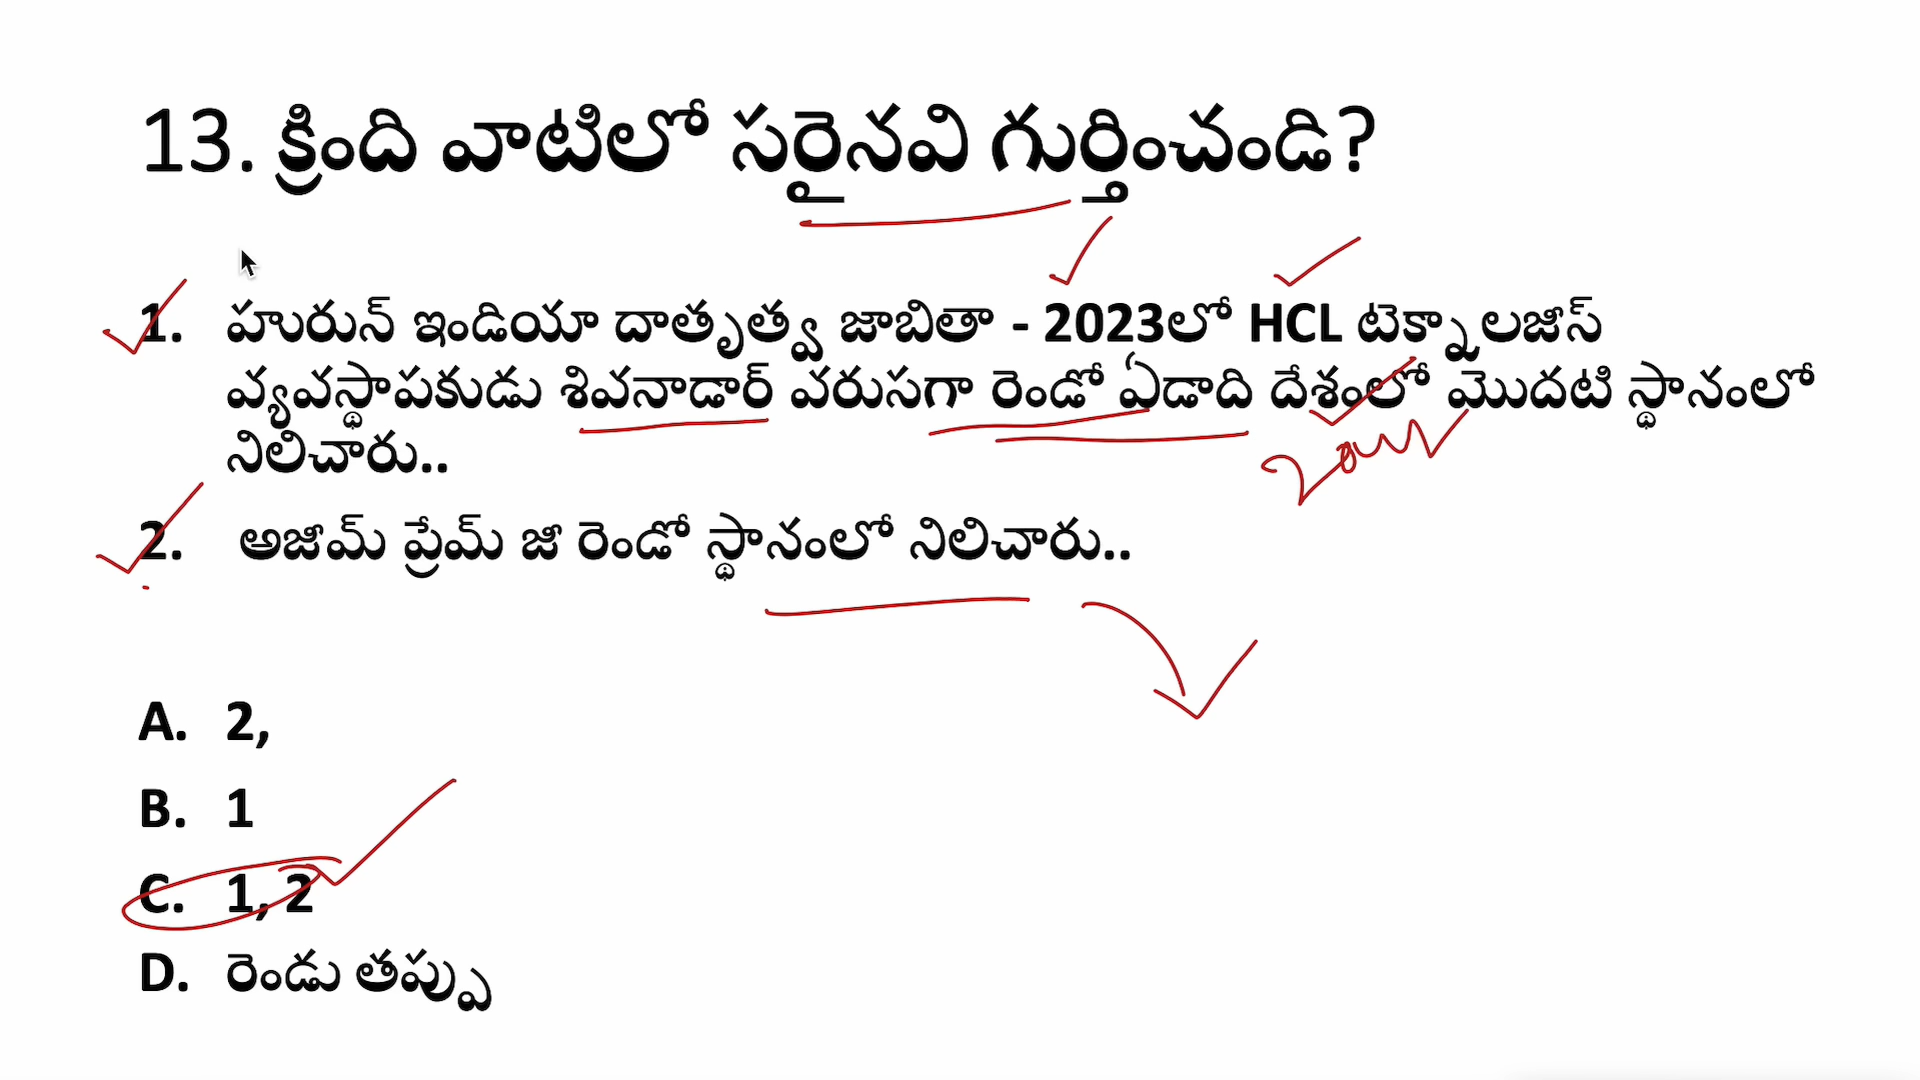 13. క్రింది వాటిలో సరైనవి గుర్తించండి?
1. హురున్ ఇండియా దాతృత్వ జాబితా - 2023లో HCL టెక్నాలజీస్
వ్యవస్థాపకుడు శివనాడార్ వరుసగా రెండో ఏడాది దేశంలో మొదటి స్థానంలో
నిలిచారు..
2. అజీమ్ ప్రేమ్ జీ రెండో స్థానంలో నిలిచారు..
A. 2,
B. 1
C. 1, 2
D. రెండు తప్పు